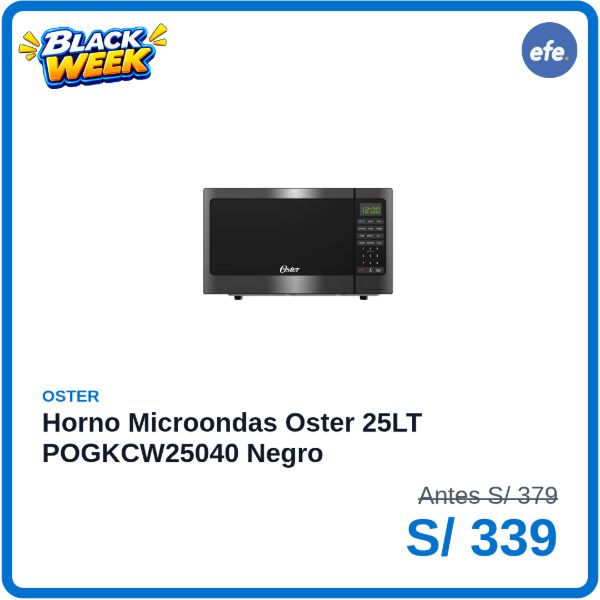 BLACK
WEEK
efe.
12:00
Oster
OSTER
Horno Microondas Oster 25LT
POGKCW25040 Negro
Antes S/ 379
S/ 339